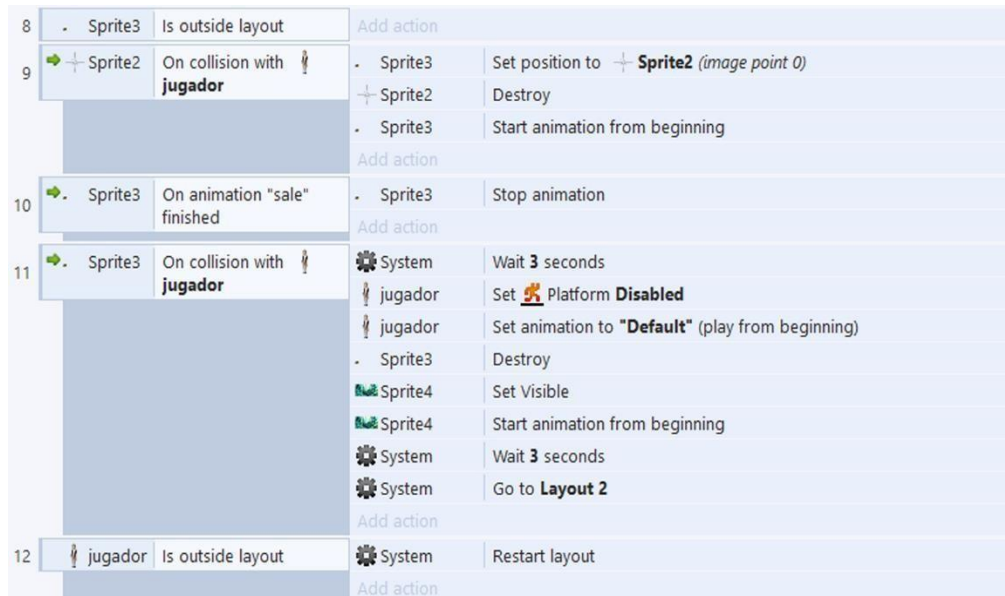 8 Sprite3 Is outside layout Add action
9 Sprite2 On collision with jugador Sprite3 Set position to Sprite2 (image point 0)
Sprite2 Destroy
Sprite3 Start animation from beginning
Add action
10 Sprite3 On animation "sale" finished Sprite3 Stop animation
Add action
11 Sprite3 On collision with jugador System Wait 3 seconds
jugador Set Platform Disabled
jugador Set animation to "Default" (play from beginning)
Sprite3 Destroy
Sprite4 Set Visible
Sprite4 Start animation from beginning
System Wait 3 seconds
System Go to Layout 2
Add action
12 jugador Is outside layout System Restart layout
Add action